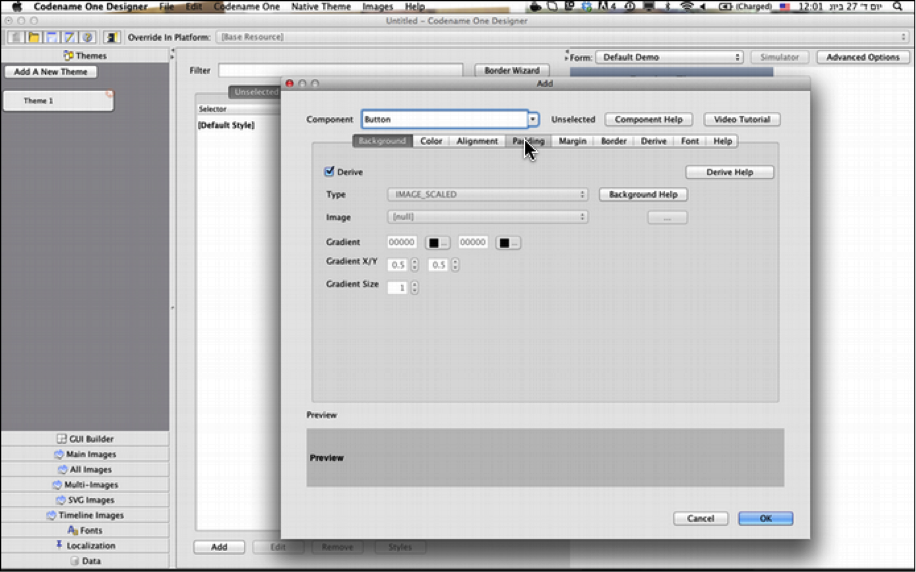 Codename One Designer File Edit Codename One Native Theme Images Help 4 (Charged) 12:01 יום ד' 27 ביונ
Untitled - Codename One Designer
Override In Platform: [Base Resource]
Themes
Form: Default Demo Simulator Advanced Options
Add A New Theme
Filter Border Wizard
Theme 1
Unselected
Selector
[Default Style]
Add
Component Button Unselected Component Help Video Tutorial
Background Color Alignment Padding Margin Border Derive Font Help
Derive Derive Help
Type IMAGE_SCALED Background Help
Image [null] ...
Gradient 00000 ... 00000 ...
Gradient X/Y 0.5 0.5
Gradient Size 1
Preview
Preview
Cancel OK
GUI Builder
Main Images
All Images
Multi-Images
SVG Images
Timeline Images
Fonts
Localization
Data
Add Edit Remove Styles